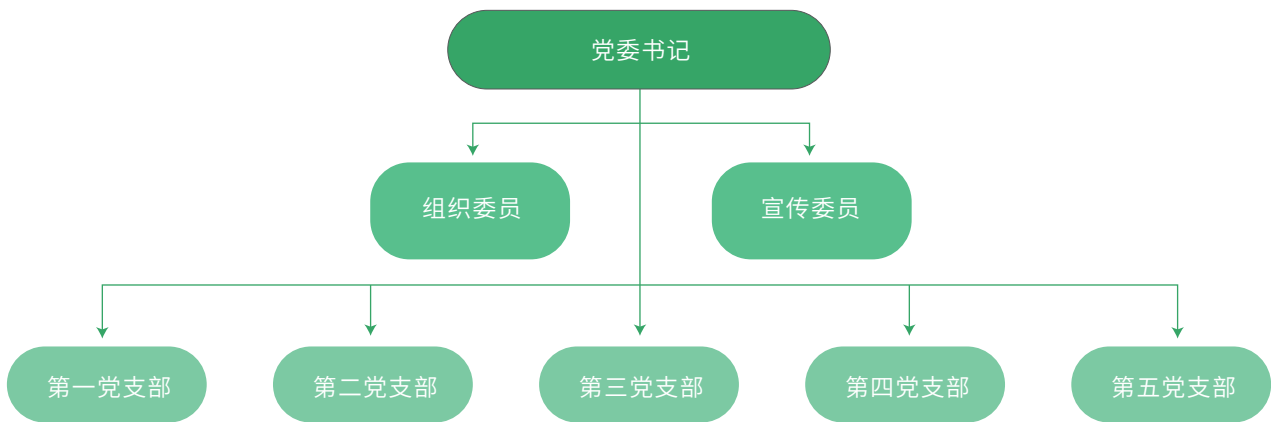 党委书记
组织委员
宣传委员
第一党支部
第二党支部
第三党支部
第四党支部
第五党支部